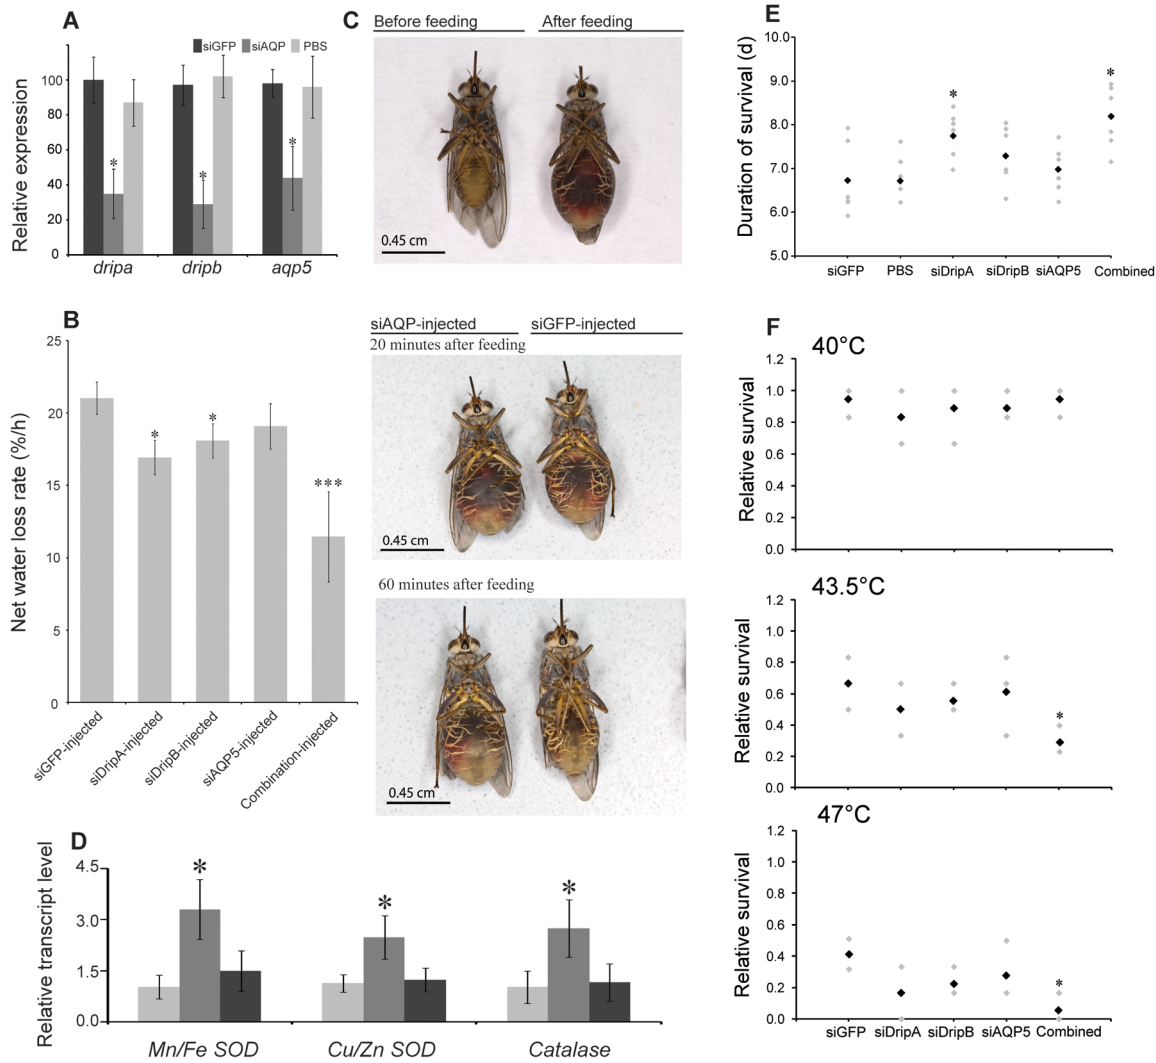 A
siGFP siAQP PBS
Relative expression
100
80
60
40
20
0
*
*
*
dripa dripb aqp5
B
Net water loss rate (%/h)
25
20
15
10
5
0
*
*
***
siGFP-injected
siDripA-injected
siDripB-injected
siAQP5-injected
Combination-injected
C
Before feeding After feeding
0.45 cm
siAQP-injected siGFP-injected
20 minutes after feeding
0.45 cm
60 minutes after feeding
0.45 cm
D
Relative transcript level
4.5
3.0
1.5
0.0
*
*
*
Mn/Fe SOD Cu/Zn SOD Catalase
E
Duration of survival (d)
10.0
9.0
8.0
7.0
6.0
5.0
*
*
siGFP PBS siDripA siDripB siAQP5 Combined
F
40°C
Relative survival
1.2
1.0
0.8
0.6
0.4
0.2
0.0
43.5°C
Relative survival
1.2
1.0
0.8
0.6
0.4
0.2
0.0
*
47°C
Relative survival
1.2
1.0
0.8
0.6
0.4
0.2
0.0
*
siGFP siDripA siDripB siAQP5 Combined